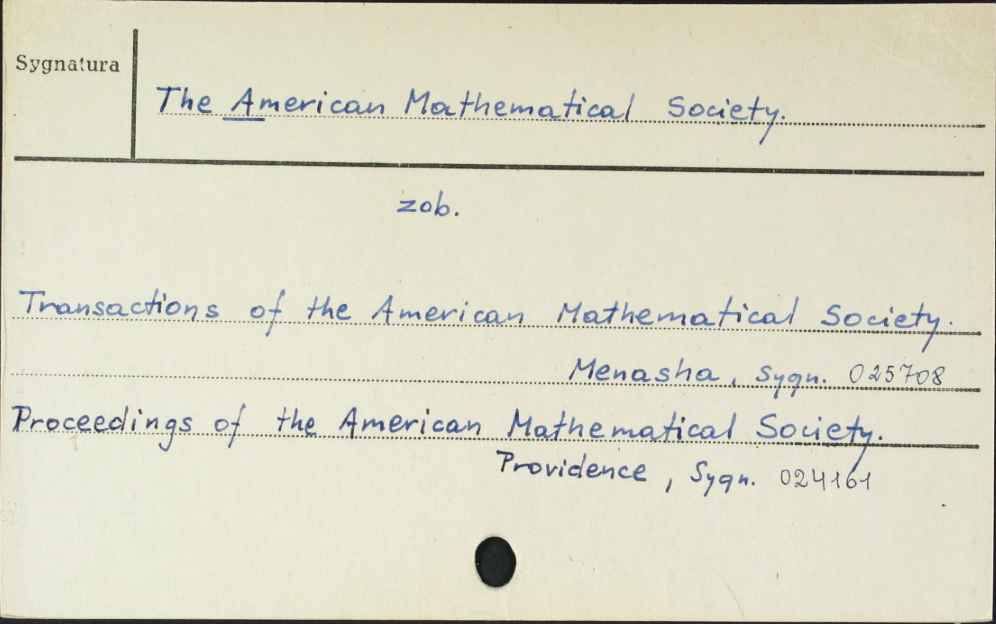 Sygnatura
The American Mathematical Society.
zob.
Transactions of the American Mathematical Society.
Menasha, Sygn. 025708
Proceedings of the American Mathematical Society.
Providence, Sygn. 024161